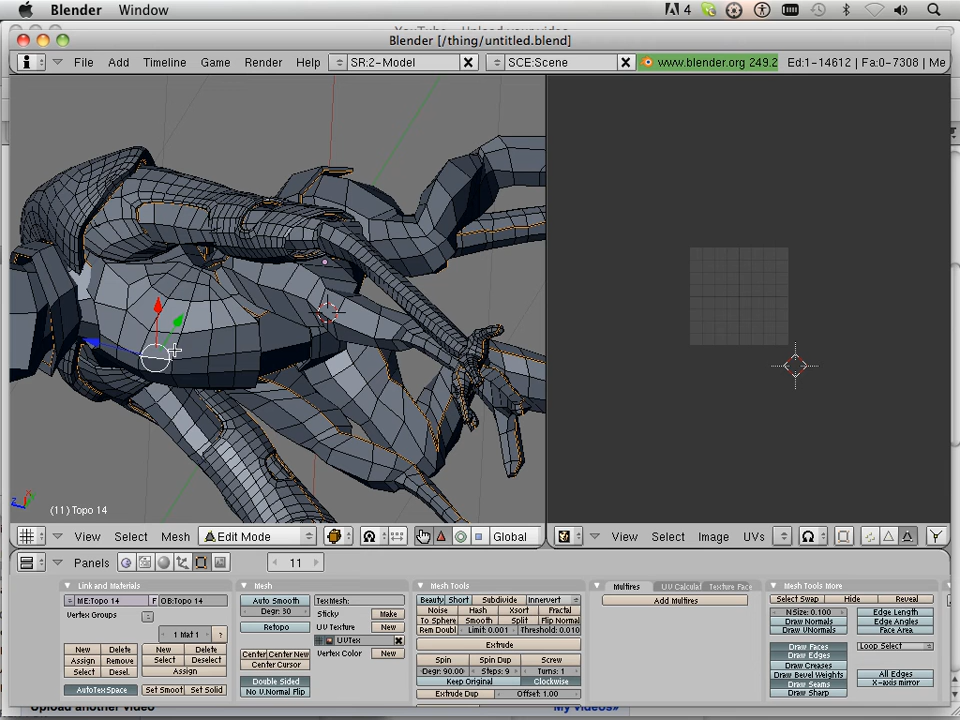 Blender Window 4
Blender [/thing/untitled.blend]
File Add Timeline Game Render Help SR:2-Model SCE:Scene www.blender.org 249.2 Ed:1-14612 | Fa:0-7308 | Me
(11) Topo 14
View Select Mesh Edit Mode Global View Select Image UVs
Panels 11
Link and Materials Mesh Mesh Tools Multires UV Calculat Texture Face Mesh Tools More
ME:Topo 14 F OB:Topo 14 Auto Smooth TexMesh: Beauty Short Subdivide Innervert Add Multires Select Swap Hide Reveal
Vertex Groups Degr: 30 Sticky Make Noise Hash Xsort Fractal NSize: 0.100 Edge Length
Retopo UV Texture New To Sphere Smooth Split Flip Normal Draw Normals Edge Angles
1 Mat 1 ? UVTex Rem Doubl Limit: 0.001 Threshold: 0.010 Draw VNormals Face Area
New Delete New Delete Center Center New Vertex Color New Extrude Draw Faces Loop Select
Assign Remove Select Deselect Center Cursor Spin Spin Dup Screw Draw Edges
Select Desel. Assign Double Sided Degr: 90.00 Steps: 9 Turns: 1 Draw Creases All Edges
AutoTexSpace Set Smoot Set Solid No V.Normal Flip Keep Original Clockwise Draw Bevel Weights X-axis mirror
Extrude Dup Offset: 1.00 Draw Seams
Draw Sharp
Upload another video My Videos»